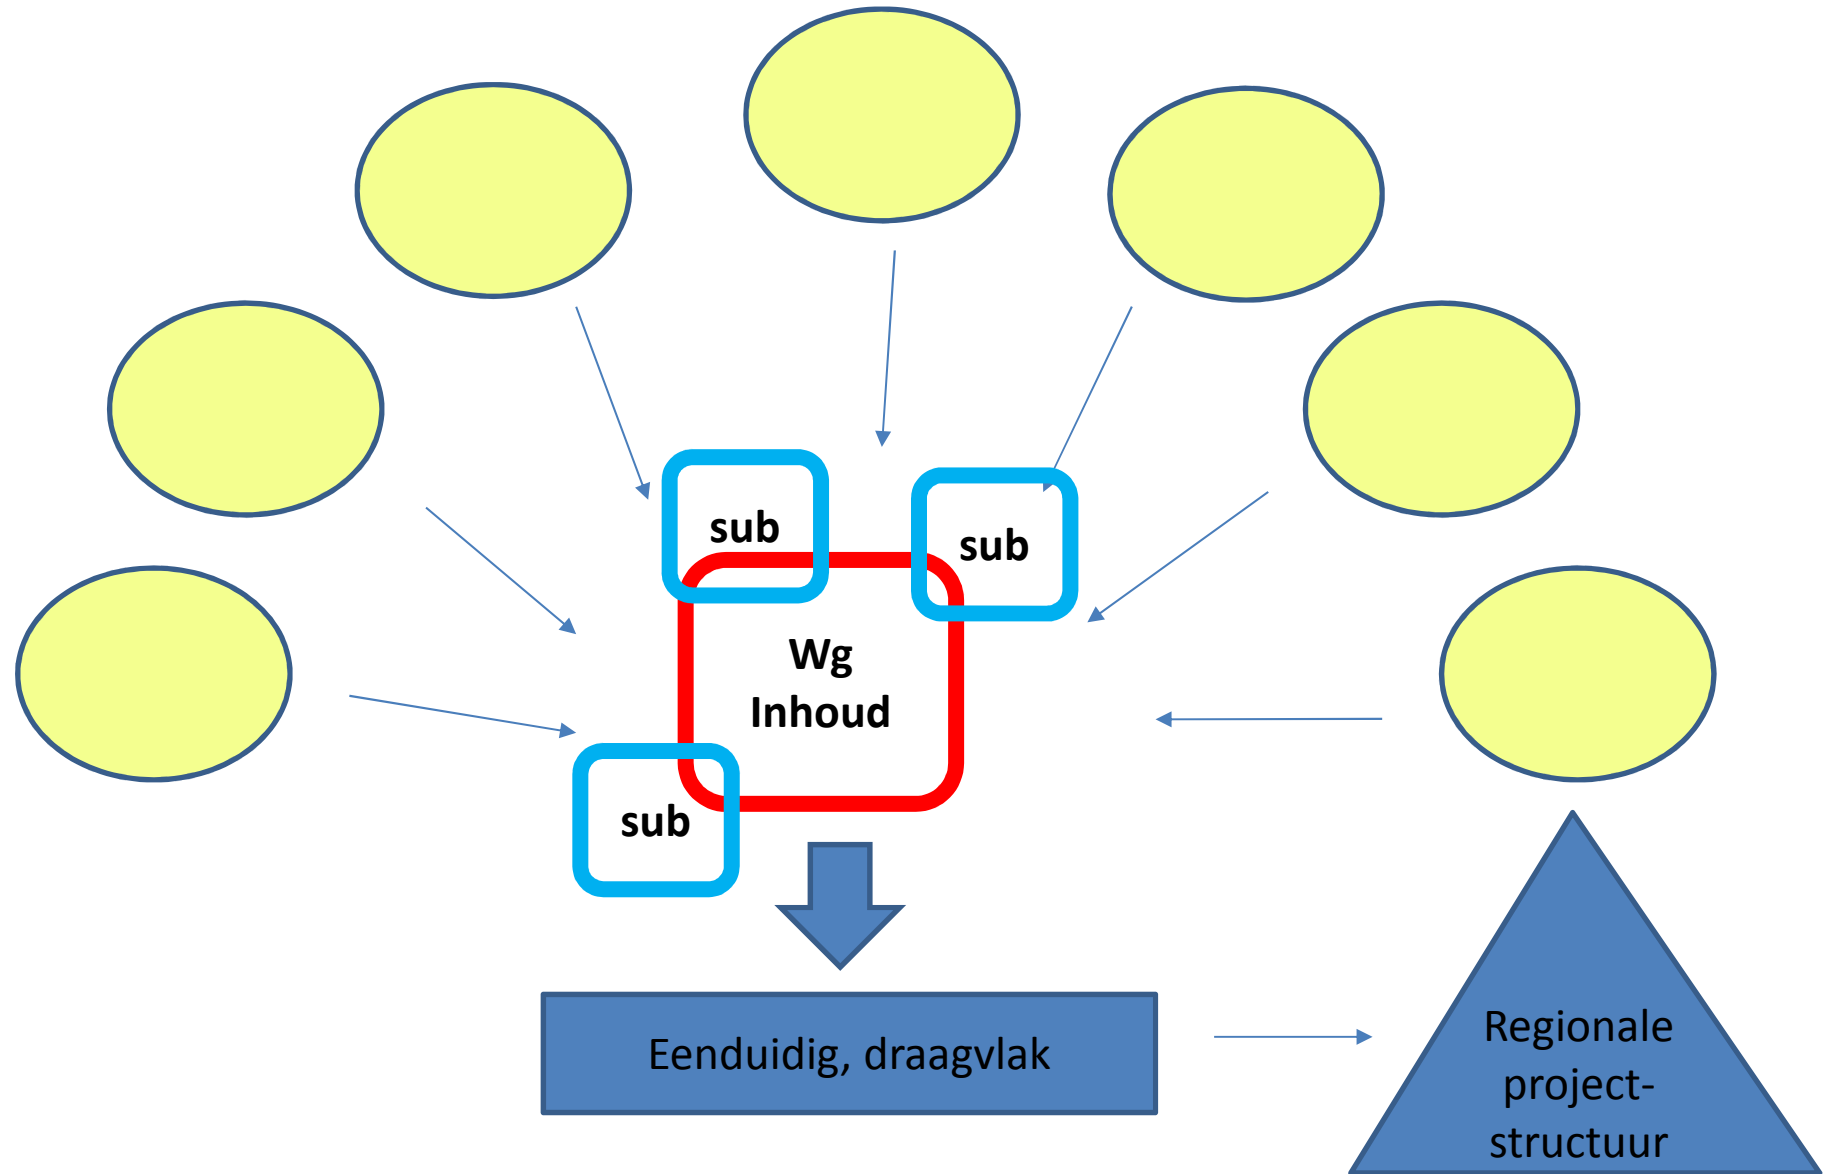 sub
sub
Wg
Inhoud
sub
Eenduidig, draagvlak
Regionale
project-
structuur